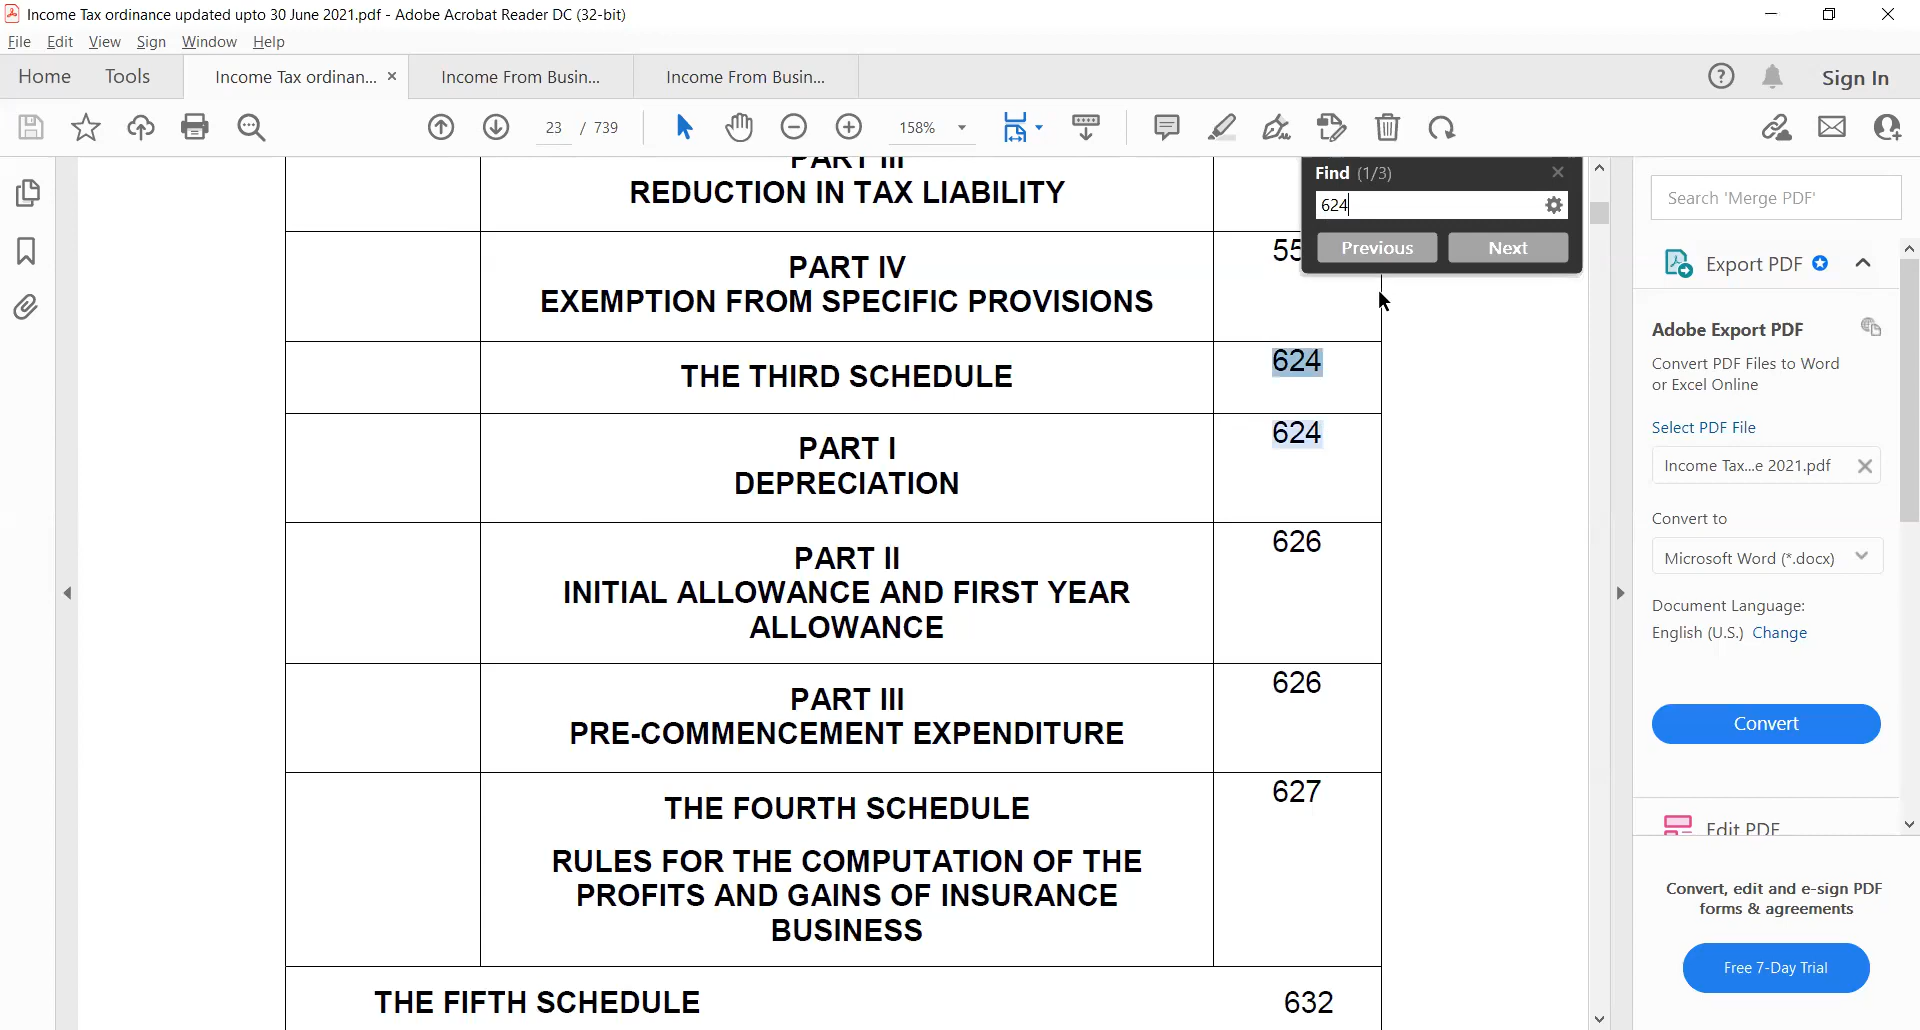 Income Tax ordinance updated upto 30 June 2021.pdf - Adobe Acrobat Reader DC (32-bit)
File Edit View Sign Window Help
Home Tools Income Tax ordinan... × Income From Busin... Income From Busin... Sign In
23 / 739 158%
PART III
REDUCTION IN TAX LIABILITY
Find (1/3)
624
Previous Next
PART IV 55
EXEMPTION FROM SPECIFIC PROVISIONS
THE THIRD SCHEDULE 624
PART I 624
DEPRECIATION
PART II 626
INITIAL ALLOWANCE AND FIRST YEAR
ALLOWANCE
PART III 626
PRE-COMMENCEMENT EXPENDITURE
THE FOURTH SCHEDULE 627
RULES FOR THE COMPUTATION OF THE
PROFITS AND GAINS OF INSURANCE
BUSINESS
THE FIFTH SCHEDULE 632
Search 'Merge PDF'
Export PDF
Adobe Export PDF
Convert PDF Files to Word
or Excel Online
Select PDF File
Income Tax...e 2021.pdf
Convert to
Microsoft Word (*.docx)
Document Language:
English (U.S.) Change
Convert
Edit PDF
Convert, edit and e-sign PDF
forms & agreements
Free 7-Day Trial